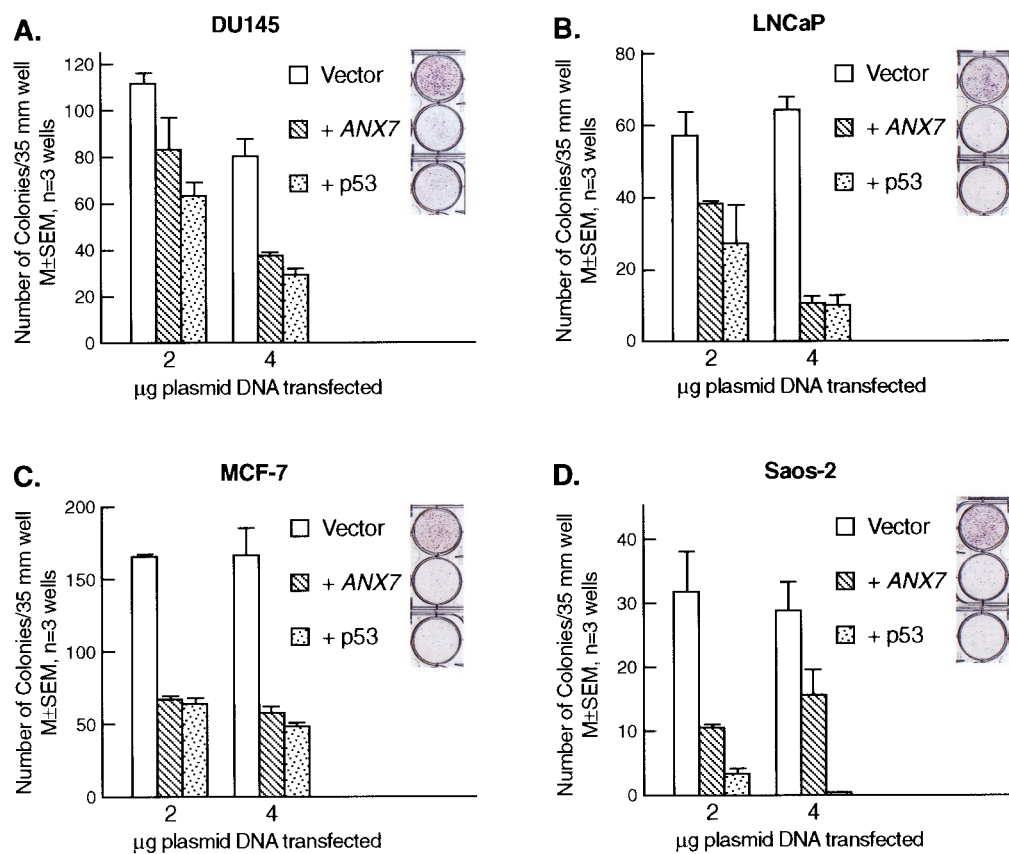 A.
DU145
Number of Colonies/35 mm well
M±SEM, n=3 wells
120
100
80
60
40
20
0
Vector
+ ANX7
+ p53
2
4
µg plasmid DNA transfected
B.
LNCaP
Number of Colonies/35 mm well
M±SEM, n=3 wells
80
60
40
20
0
Vector
+ ANX7
+ p53
2
4
µg plasmid DNA transfected
C.
MCF-7
Number of Colonies/35 mm well
M±SEM, n=3 wells
200
150
100
50
0
Vector
+ ANX7
+ p53
2
4
µg plasmid DNA transfected
D.
Saos-2
Number of Colonies/35 mm well
M±SEM, n=3 wells
40
30
20
10
0
Vector
+ ANX7
+ p53
2
4
µg plasmid DNA transfected